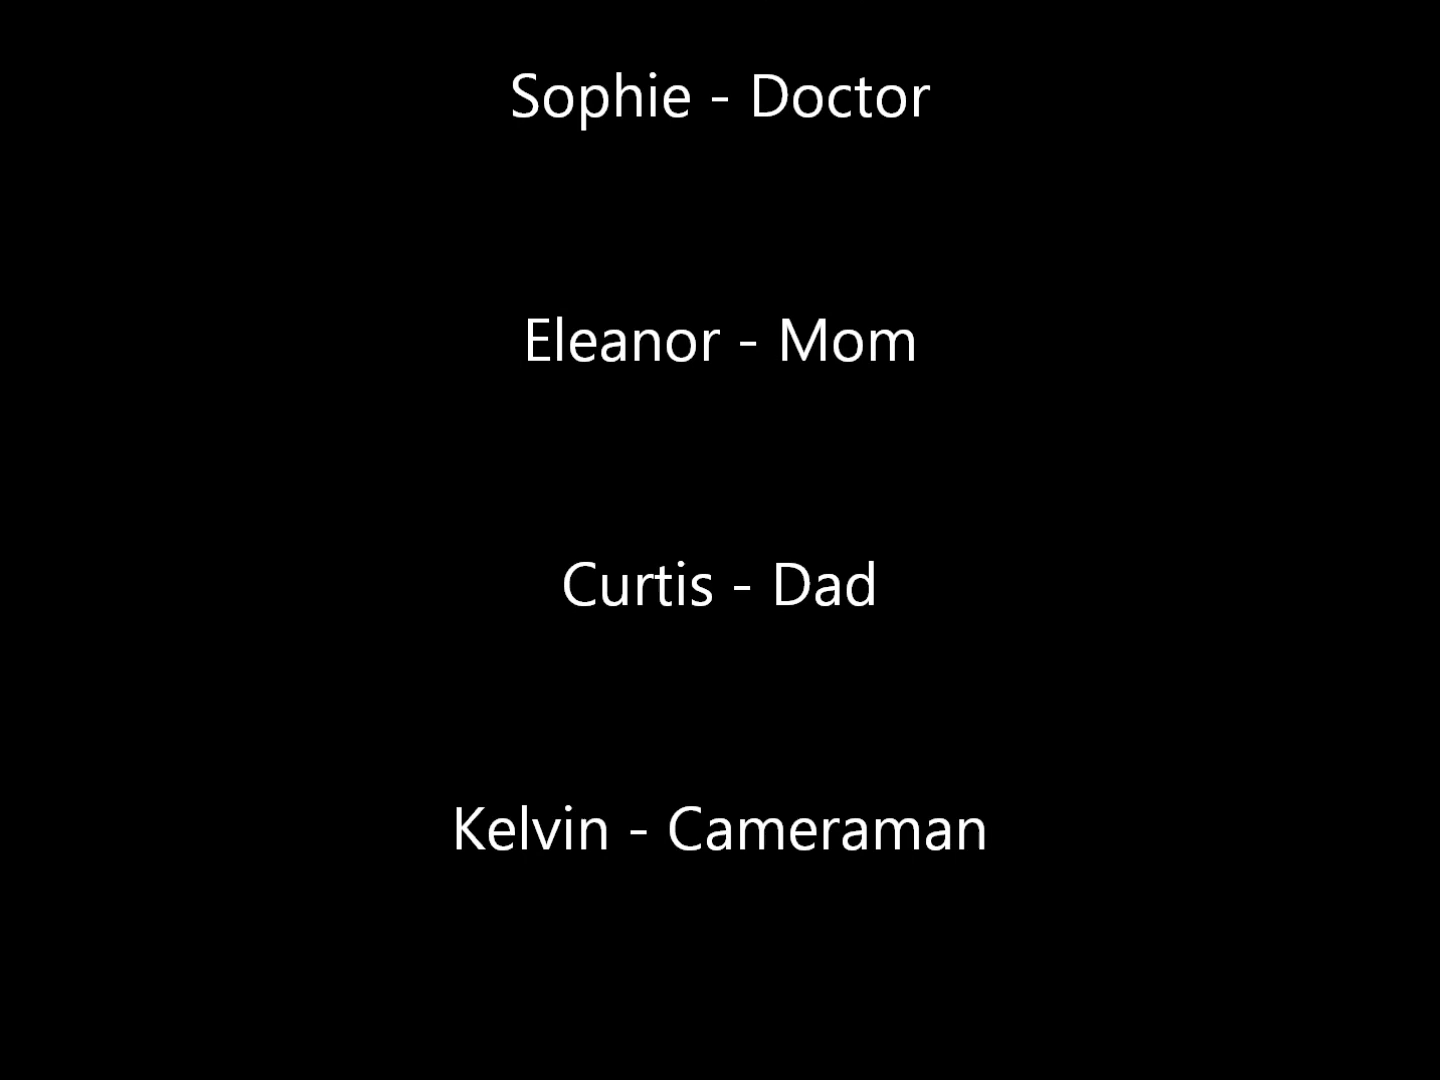 Sophie - Doctor
Eleanor - Mom
Curtis - Dad
Kelvin - Cameraman